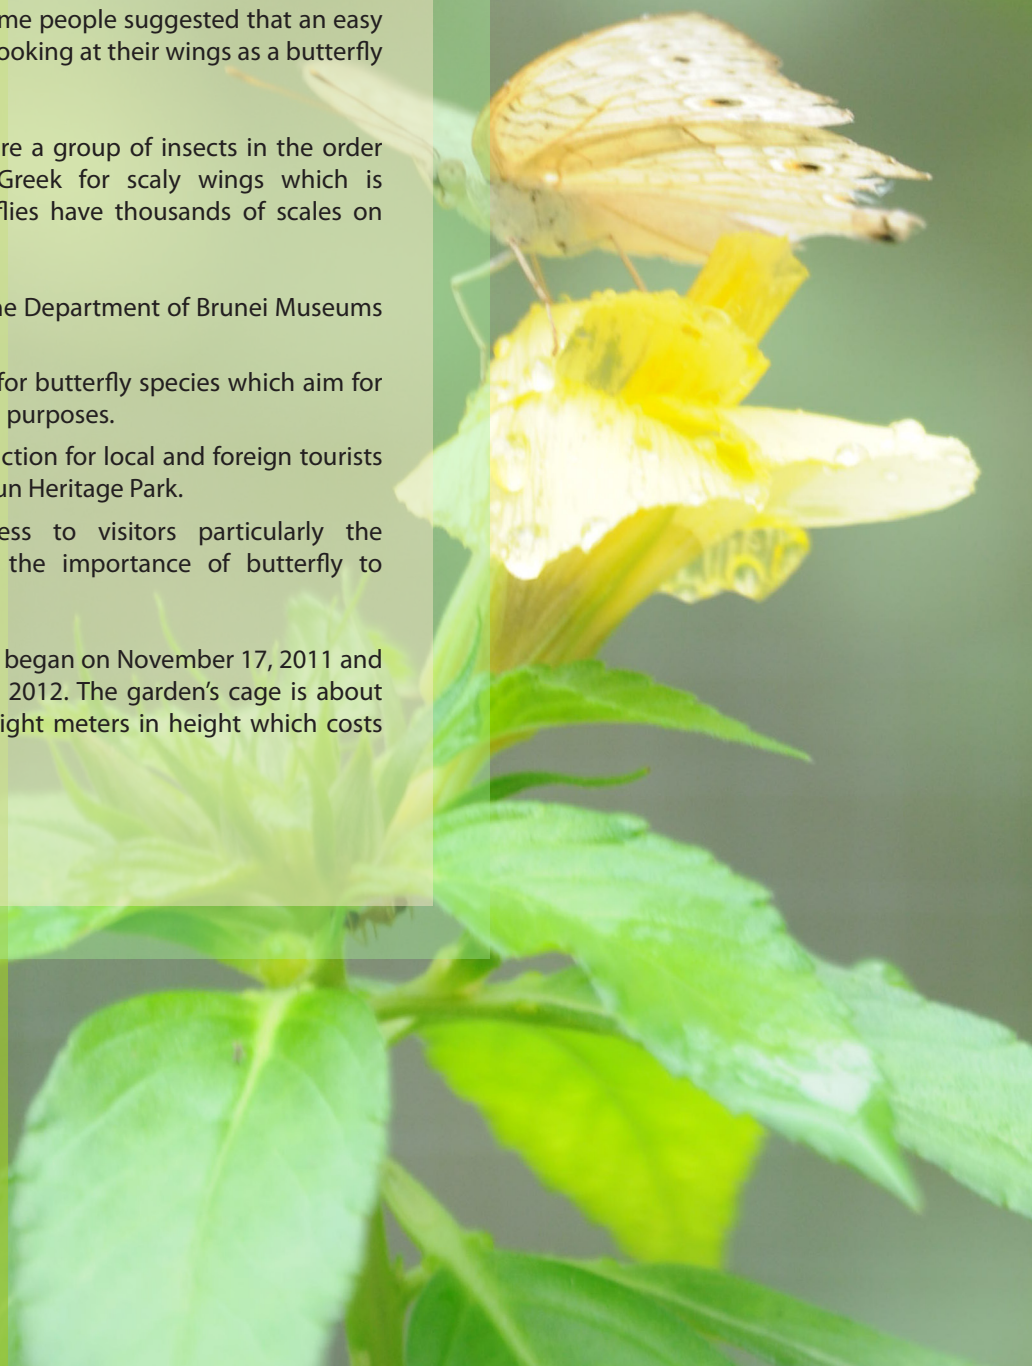 me people suggested that an easy
ooking at their wings as a butterfly
re a group of insects in the order
Greek for scaly wings which is
flies have thousands of scales on
ne Department of Brunei Museums
for butterfly species which aim for
purposes.
ction for local and foreign tourists
un Heritage Park.
ess to visitors particularly the
the importance of butterfly to
began on November 17, 2011 and
2012. The garden’s cage is about
ight meters in height which costs